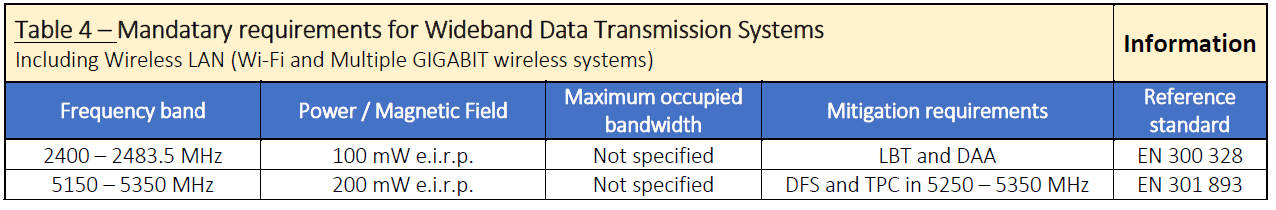 Table 4 – Mandatary requirements for Wideband Data Transmission Systems
Including Wireless LAN (Wi-Fi and Multiple GIGABIT wireless systems)
Information
Frequency band
Power / Magnetic Field
Maximum occupied
bandwidth
Mitigation requirements
Reference
standard
2400 – 2483.5 MHz
100 mW e.i.r.p.
Not specified
LBT and DAA
EN 300 328
5150 – 5350 MHz
200 mW e.i.r.p.
Not specified
DFS and TPC in 5250 – 5350 MHz
EN 301 893